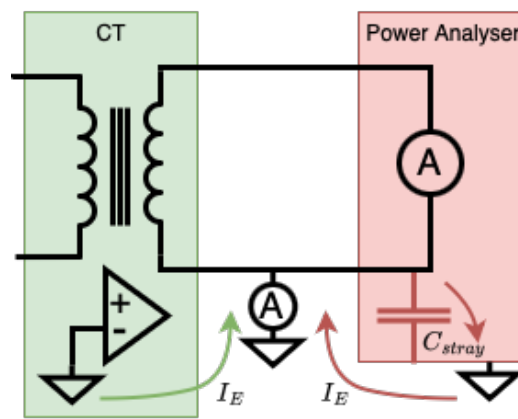 CT
Power Analyser
A
+
-
A
C_stray
I_E
I_E